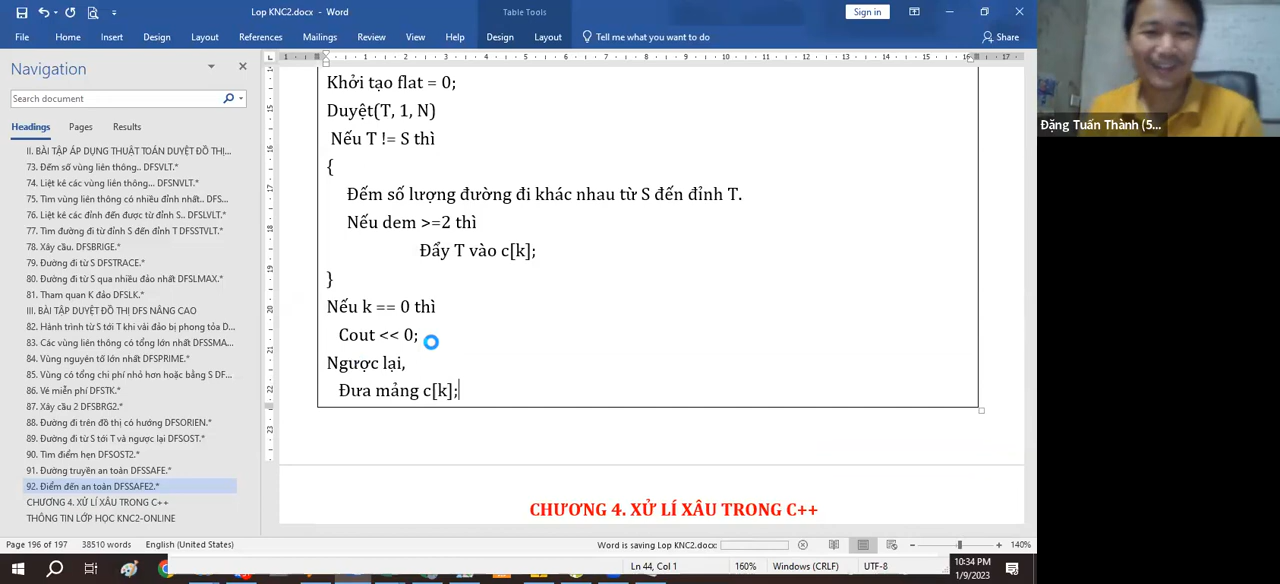 Lop KNC2.docx - Word
Table Tools
Sign in
File Home Insert Design Layout References Mailings Review View Help Design Layout Tell me what you want to do Share
Navigation
Search document
Headings Pages Results
II. BÀI TẬP ÁP DỤNG THUẬT TOÁN DUYỆT ĐỒ THỊ...
73. Đếm số vùng liên thông.. DFSVLT.*
74. Liệt kê các vùng liên thông... DFSNVLT.*
75. Tìm vùng liên thông có nhiều đỉnh nhất.. DFS...
76. Liệt kê các đỉnh đến được từ đỉnh S.. DFSLVLT.*
77. Tìm đường đi từ đỉnh S đến đỉnh T DFSSTVLT.*
78. Xây cầu. DFSBRIGE.*
79. Đường đi từ S DFSTRACE.*
80. Đường đi từ S qua nhiều đảo nhất DFSLMAX.*
81. Tham quan K đảo DFSLK.*
III. BÀI TẬP DUYỆT ĐỒ THỊ DFS NÂNG CAO
82. Hành trình từ S tới T khi vài đảo bị phong tỏa D...
83. Các vùng liên thông có tổng lớn nhất DFSSMA...
84. Vùng nguyên tố lớn nhất DFSPRIME.*
85. Vùng có tổng chi phí nhỏ hơn hoặc bằng S DF...
86. Vé miễn phí DFSTK.*
87. Xây cầu 2 DFSBRG2.*
88. Đường đi trên đồ thị có hướng DFSORIEN.*
89. Đường đi từ S tới T và ngược lại DFSOST.*
90. Tìm điểm hẹn DFSOST2.*
91. Đường truyền an toàn DFSSAFE.*
92. Điểm đến an toàn DFSSAFE2.*
CHƯƠNG 4. XỬ LÍ XÂU TRONG C++
THÔNG TIN LỚP HỌC KNC2-ONLINE
Khởi tạo flat = 0;
Duyệt(T, 1, N)
Nếu T != S thì
{
Đếm số lượng đường đi khác nhau từ S đến đỉnh T.
Nếu dem >=2 thì
Đẩy T vào c[k];
}
Nếu k == 0 thì
Cout << 0;
Ngược lại,
Đưa mảng c[k];
CHƯƠNG 4. XỬ LÍ XÂU TRONG C++
Đặng Tuấn Thành (5...
Page 196 of 197 38510 words English (United States) Word is saving Lop KNC2.docx: 140%
Ln 44, Col 1 160% Windows (CRLF) UTF-8
10:34 PM
1/9/2023